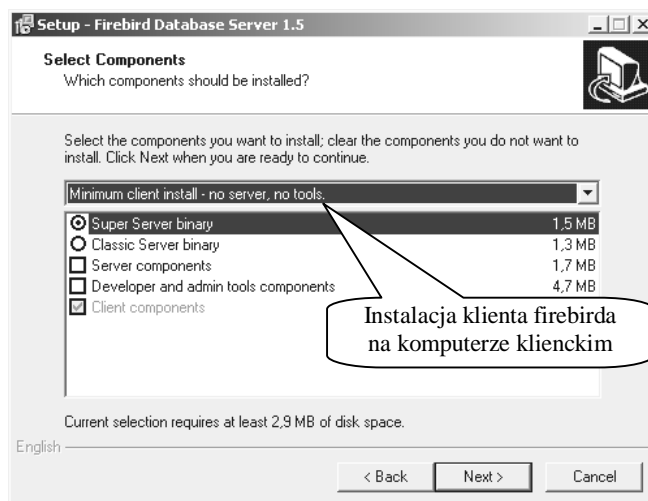 Setup - Firebird Database Server 1.5
Select Components
Which components should be installed?
Select the components you want to install; clear the components you do not want to
install. Click Next when you are ready to continue.
Minimum client install - no server, no tools.
Super Server binary 1,5 MB
Classic Server binary 1,3 MB
Server components 1,7 MB
Developer and admin tools components 4,7 MB
Client components
Instalacja klienta firebirda
na komputerze klienckim
Current selection requires at least 2,9 MB of disk space.
English
< Back Next > Cancel